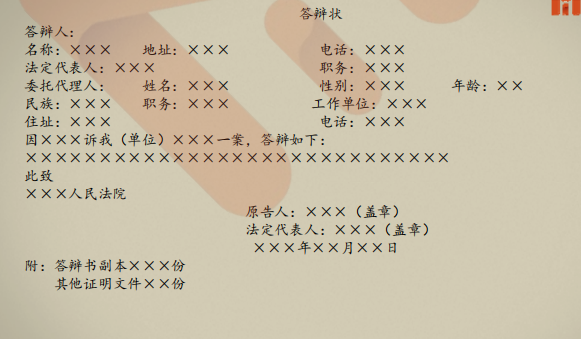 答辩状
答辩人：
名称：××× 地址：××× 电话：×××
法定代表人：××× 职务：×××
委托代理人： 姓名：××× 性别：××× 年龄：××
民族：××× 职务：××× 工作单位：×××
住址：××× 电话：×××
因×××诉我（单位）×××一案，答辩如下：
×××××××××××××××××××××××××××××
此致
×××人民法院
原告人：×××（盖章）
法定代表人：×××（盖章）
×××年××月××日
附：答辩书副本×××份
其他证明文件××份